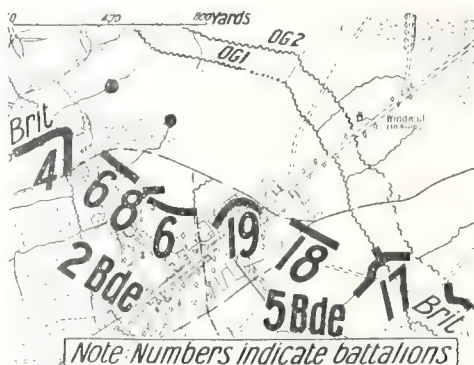 0 400 800 Yards
OG2
OG1
Windmill
Brit
4
6
8
6
19
18
17
2 Bde
5 Bde
Brit
Note: Numbers indicate battalions